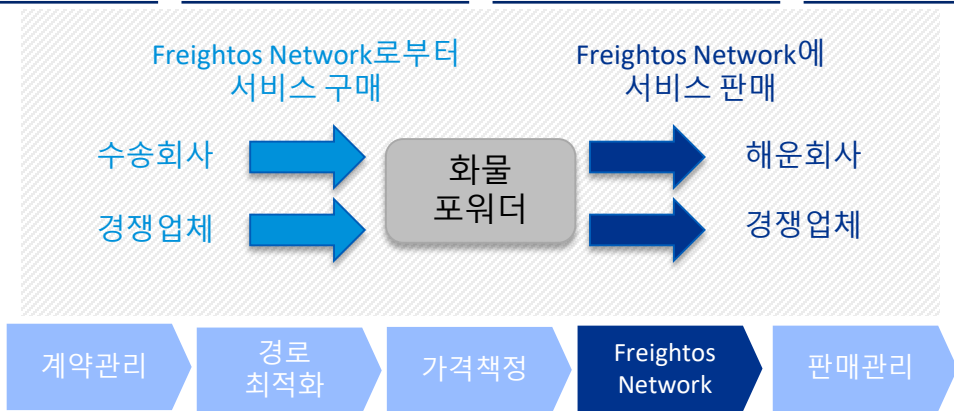 Freightos Network로부터
서비스 구매
Freightos Network에
서비스 판매
수송회사
화물
포워더
해운회사
경쟁업체
경쟁업체
계약관리
경로
최적화
가격책정
Freightos
Network
판매관리